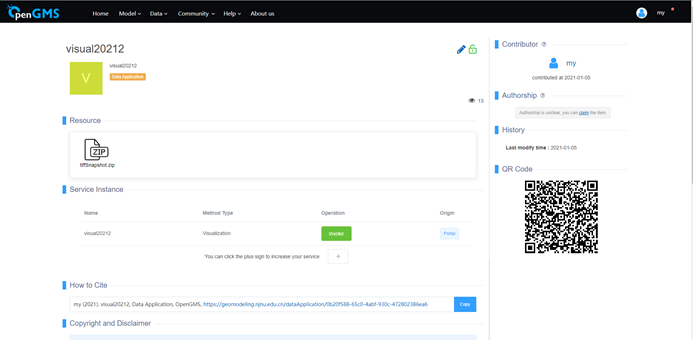 OpenGMS Home Model Data Community Help About us my
visual20212
V
visual20212
Data Application
13
Resource
ZIP
tiffSnapshot.zip
Service Instance
Name Method Type Operation Origin
visual20212 Visualization Invoke Portal
You can click the plus sign to increase your service +
How to Cite
my (2021). visual20212, Data Application, OpenGMS, https://geomodeling.njnu.edu.cn/dataApplication/0b20f588-65c0-4abf-930c-472802386ea6 Copy
Copyright and Disclaimer
Contributor
my
contributed at 2021-01-05
Authorship
Authorship is unclear, you can claim the item.
History
Last modify time : 2021-01-05
QR Code